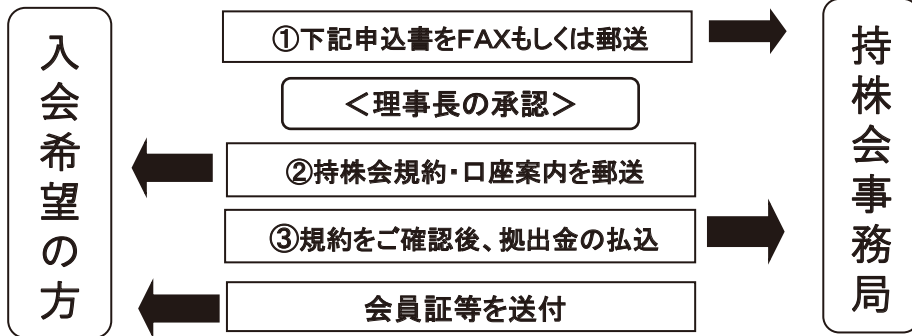 入会希望の方
①下記申込書をFAXもしくは郵送
＜理事長の承認＞
②持株会規約・口座案内を郵送
③規約をご確認後、拠出金の払込
会員証等を送付
持株会事務局